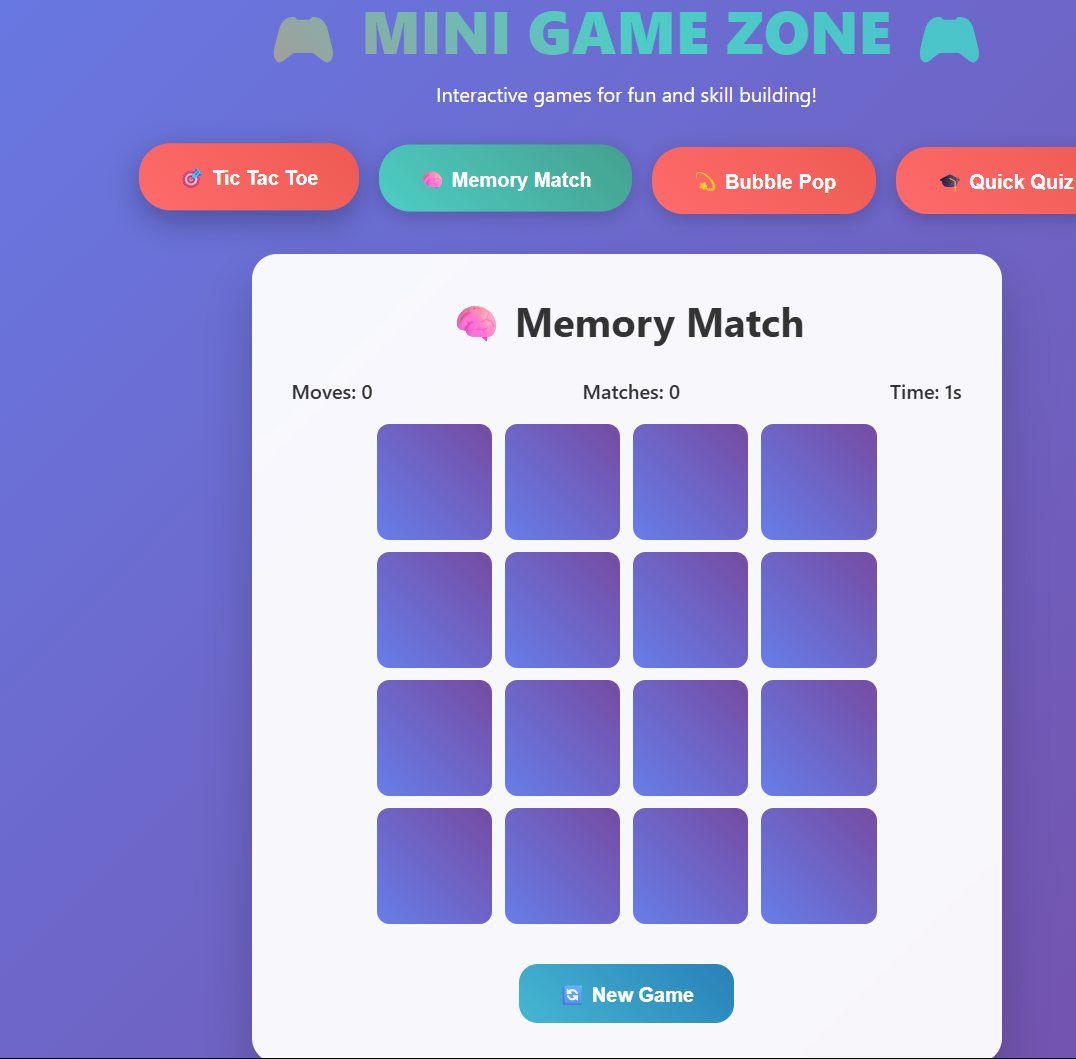 🎮 MINI GAME ZONE 🎮
Interactive games for fun and skill building!
🎯 Tic Tac Toe
🧠 Memory Match
💫 Bubble Pop
🎓 Quick Quiz
🧠 Memory Match
Moves: 0
Matches: 0
Time: 1s
🔄 New Game